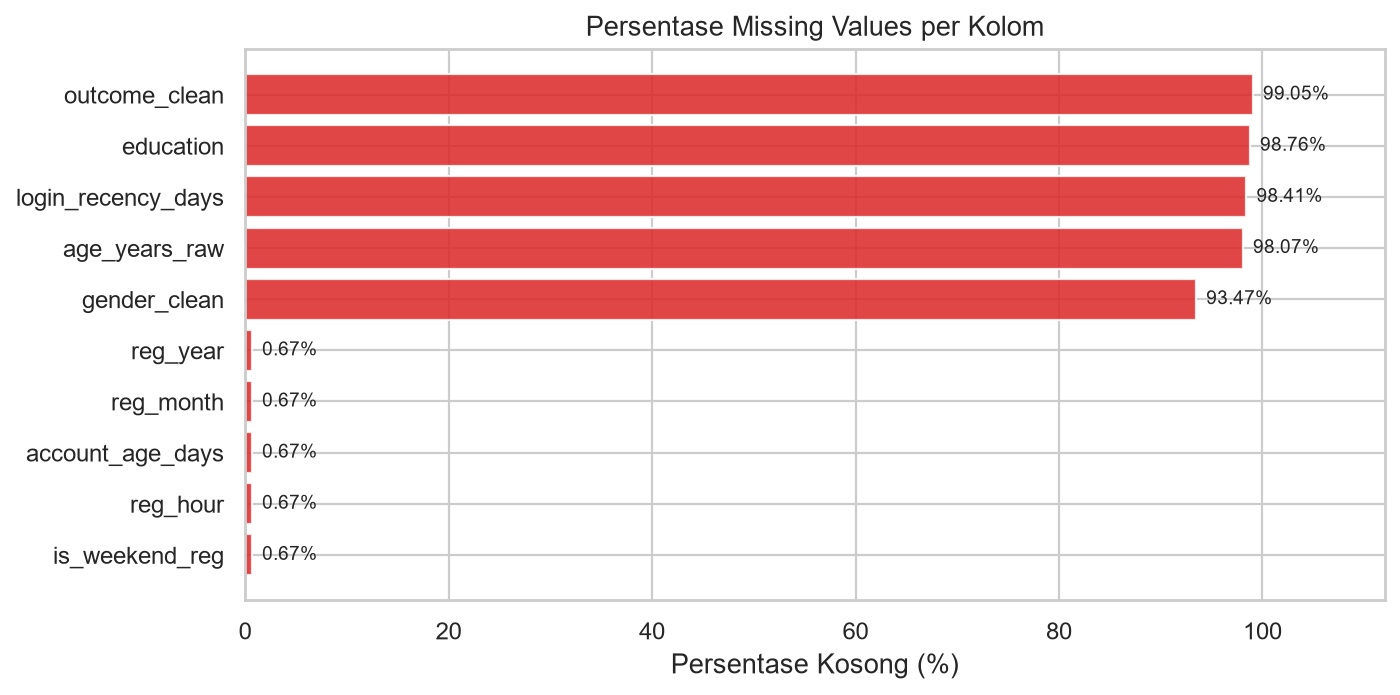 Persentase Missing Values per Kolom
outcome_clean 99.05%
education 98.76%
login_recency_days 98.41%
age_years_raw 98.07%
gender_clean 93.47%
reg_year 0.67%
reg_month 0.67%
account_age_days 0.67%
reg_hour 0.67%
is_weekend_reg 0.67%
0 20 40 60 80 100
Persentase Kosong (%)